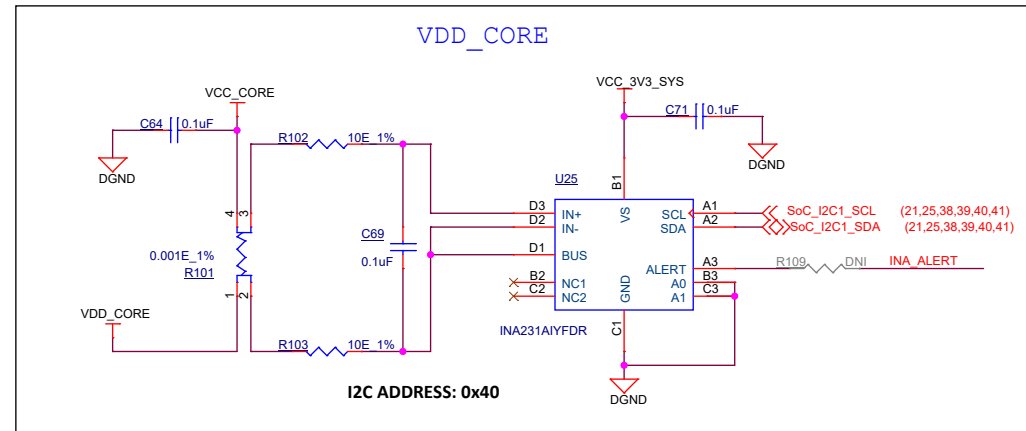 VDD_CORE
VCC_CORE
VCC_3V3_SYS
C64 0.1uF
C71 0.1uF
R102 10E_1%
DGND
DGND
U25
B1
4 3
D3 IN+
VS
SCL A1 SoC_I2C1_SCL (21,25,38,39,40,41)
D2 IN-
SDA A2 SoC_I2C1_SDA (21,25,38,39,40,41)
C69
0.1uF
D1 BUS
0.001E_1%
R101
ALERT A3 R109 DNI INA_ALERT
B2 NC1
A0 B3
C2 NC2
A1 C3
GND
1 2
VDD_CORE
C1
INA231AIYFDR
R103 10E_1%
I2C ADDRESS: 0x40
DGND